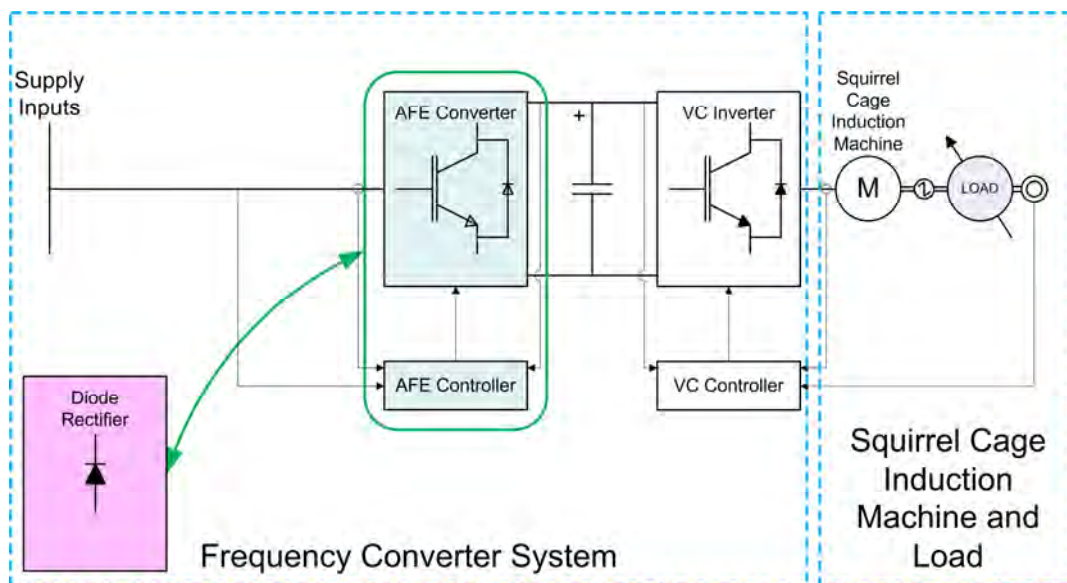 Supply
Inputs
AFE Converter
+
VC Inverter
Squirrel
Cage
Induction
Machine
M
LOAD
AFE Controller
VC Controller
Diode
Rectifier
Frequency Converter System
Squirrel Cage
Induction
Machine and
Load